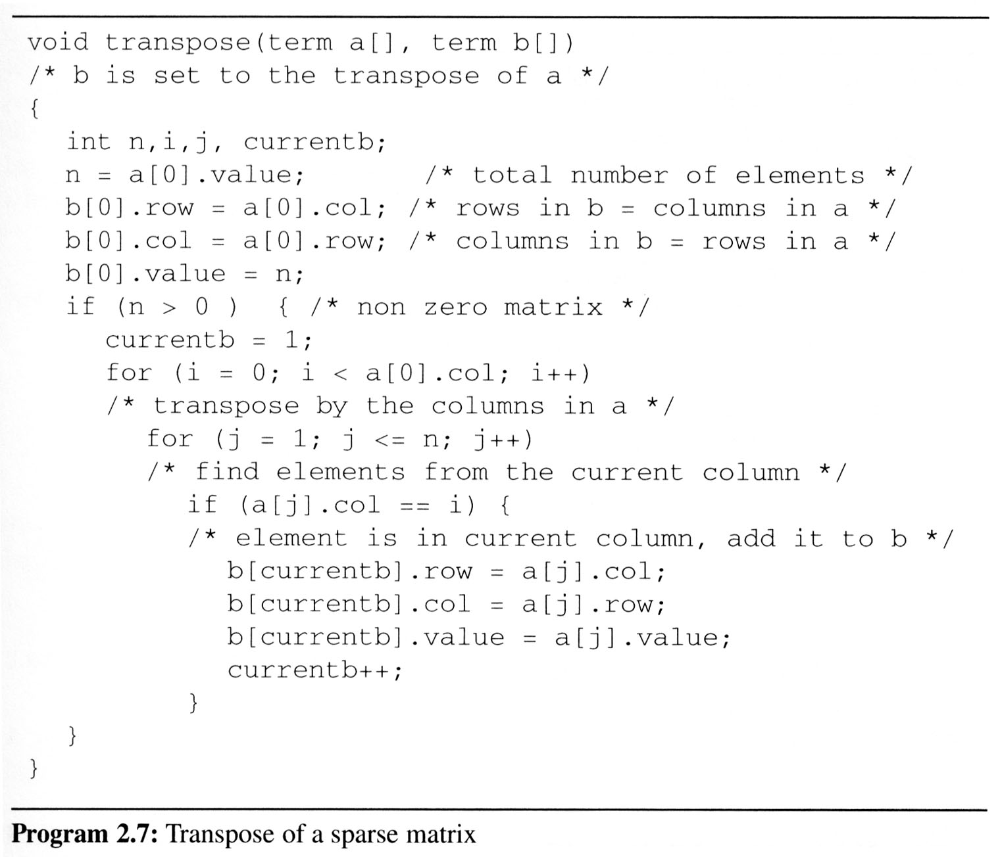 void transpose(term a[], term b[])
/* b is set to the transpose of a */
{
int n,i,j, currentb;
n = a[0].value; /* total number of elements */
b[0].row = a[0].col; /* rows in b = columns in a */
b[0].col = a[0].row; /* columns in b = rows in a */
b[0].value = n;
if (n > 0 ) { /* non zero matrix */
currentb = 1;
for (i = 0; i < a[0].col; i++)
/* transpose by the columns in a */
for (j = 1; j <= n; j++)
/* find elements from the current column */
if (a[j].col == i) {
/* element is in current column, add it to b */
b[currentb].row = a[j].col;
b[currentb].col = a[j].row;
b[currentb].value = a[j].value;
currentb++;
}
}
}
Program 2.7: Transpose of a sparse matrix